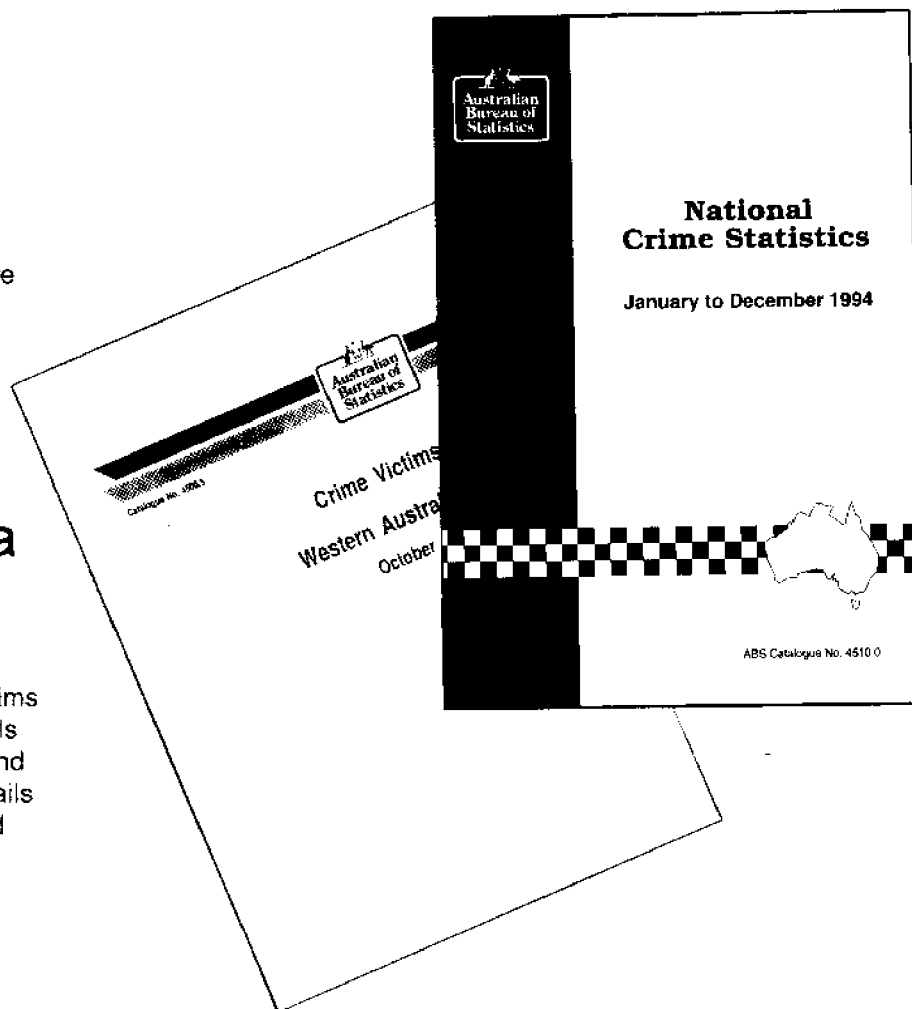 Australian
Bureau of
Statistics
National
Crime Statistics
January to December 1994
ABS Catalogue No. 4510 0
Australian
Bureau of
Statistics
Catalogue No.
Crime Victims
Western Austra
October
e
a
ims
ls
nd
ails
d